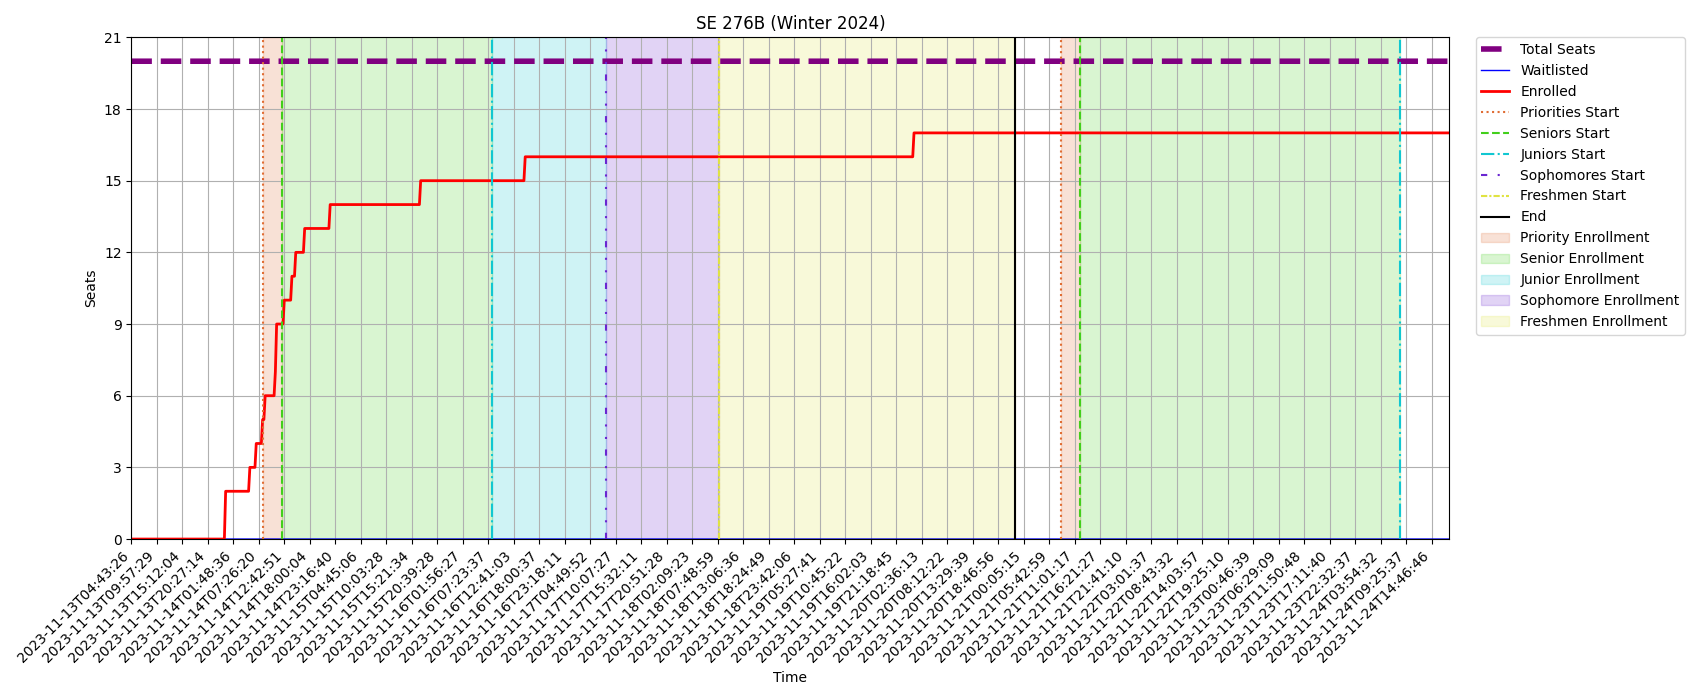 SE 276B (Winter 2024)
21
18
15
12
9
6
3
0
Seats
2023-11-13T04:43:26
2023-11-13T09:57:29
2023-11-13T15:12:04
2023-11-13T20:27:14
2023-11-14T01:48:36
2023-11-14T07:26:20
2023-11-14T12:42:51
2023-11-14T18:00:04
2023-11-14T23:16:40
2023-11-15T04:45:06
2023-11-15T10:03:28
2023-11-15T15:21:34
2023-11-15T20:39:28
2023-11-16T01:56:27
2023-11-16T07:23:37
2023-11-16T12:41:03
2023-11-16T18:00:37
2023-11-16T23:18:11
2023-11-17T04:49:52
2023-11-17T10:07:27
2023-11-17T15:32:11
2023-11-17T20:51:28
2023-11-18T02:09:23
2023-11-18T07:48:59
2023-11-18T13:06:36
2023-11-18T18:24:49
2023-11-18T23:42:06
2023-11-19T05:27:41
2023-11-19T10:45:22
2023-11-19T16:02:03
2023-11-19T21:18:45
2023-11-20T02:36:13
2023-11-20T08:12:22
2023-11-20T13:29:39
2023-11-20T18:46:56
2023-11-21T00:05:15
2023-11-21T05:42:59
2023-11-21T11:01:17
2023-11-21T16:21:27
2023-11-21T21:41:10
2023-11-22T03:01:37
2023-11-22T08:43:32
2023-11-22T14:03:57
2023-11-22T19:25:10
2023-11-23T00:46:39
2023-11-23T06:29:09
2023-11-23T11:50:48
2023-11-23T17:11:40
2023-11-23T22:32:37
2023-11-24T03:54:32
2023-11-24T09:25:37
2023-11-24T14:46:46
Time
Total Seats
Waitlisted
Enrolled
Priorities Start
Seniors Start
Juniors Start
Sophomores Start
Freshmen Start
End
Priority Enrollment
Senior Enrollment
Junior Enrollment
Sophomore Enrollment
Freshmen Enrollment